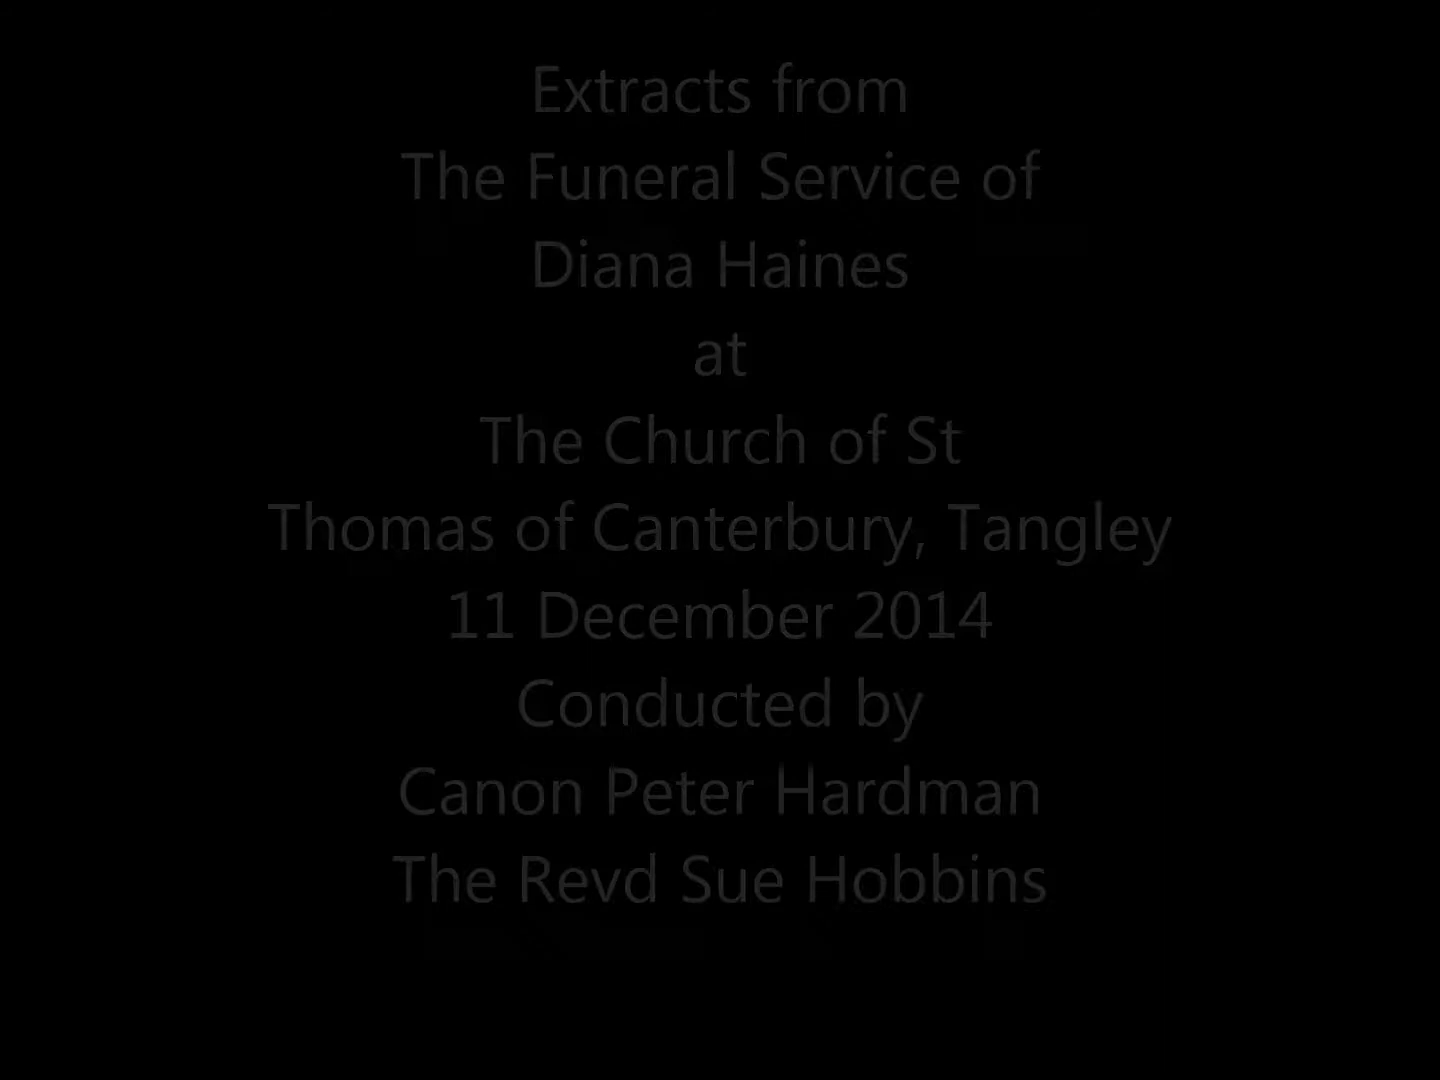 Extracts from
The Funeral Service of
Diana Haines
at
The Church of St
Thomas of Canterbury, Tangley
11 December 2014
Conducted by
Canon Peter Hardman
The Revd Sue Hobbins